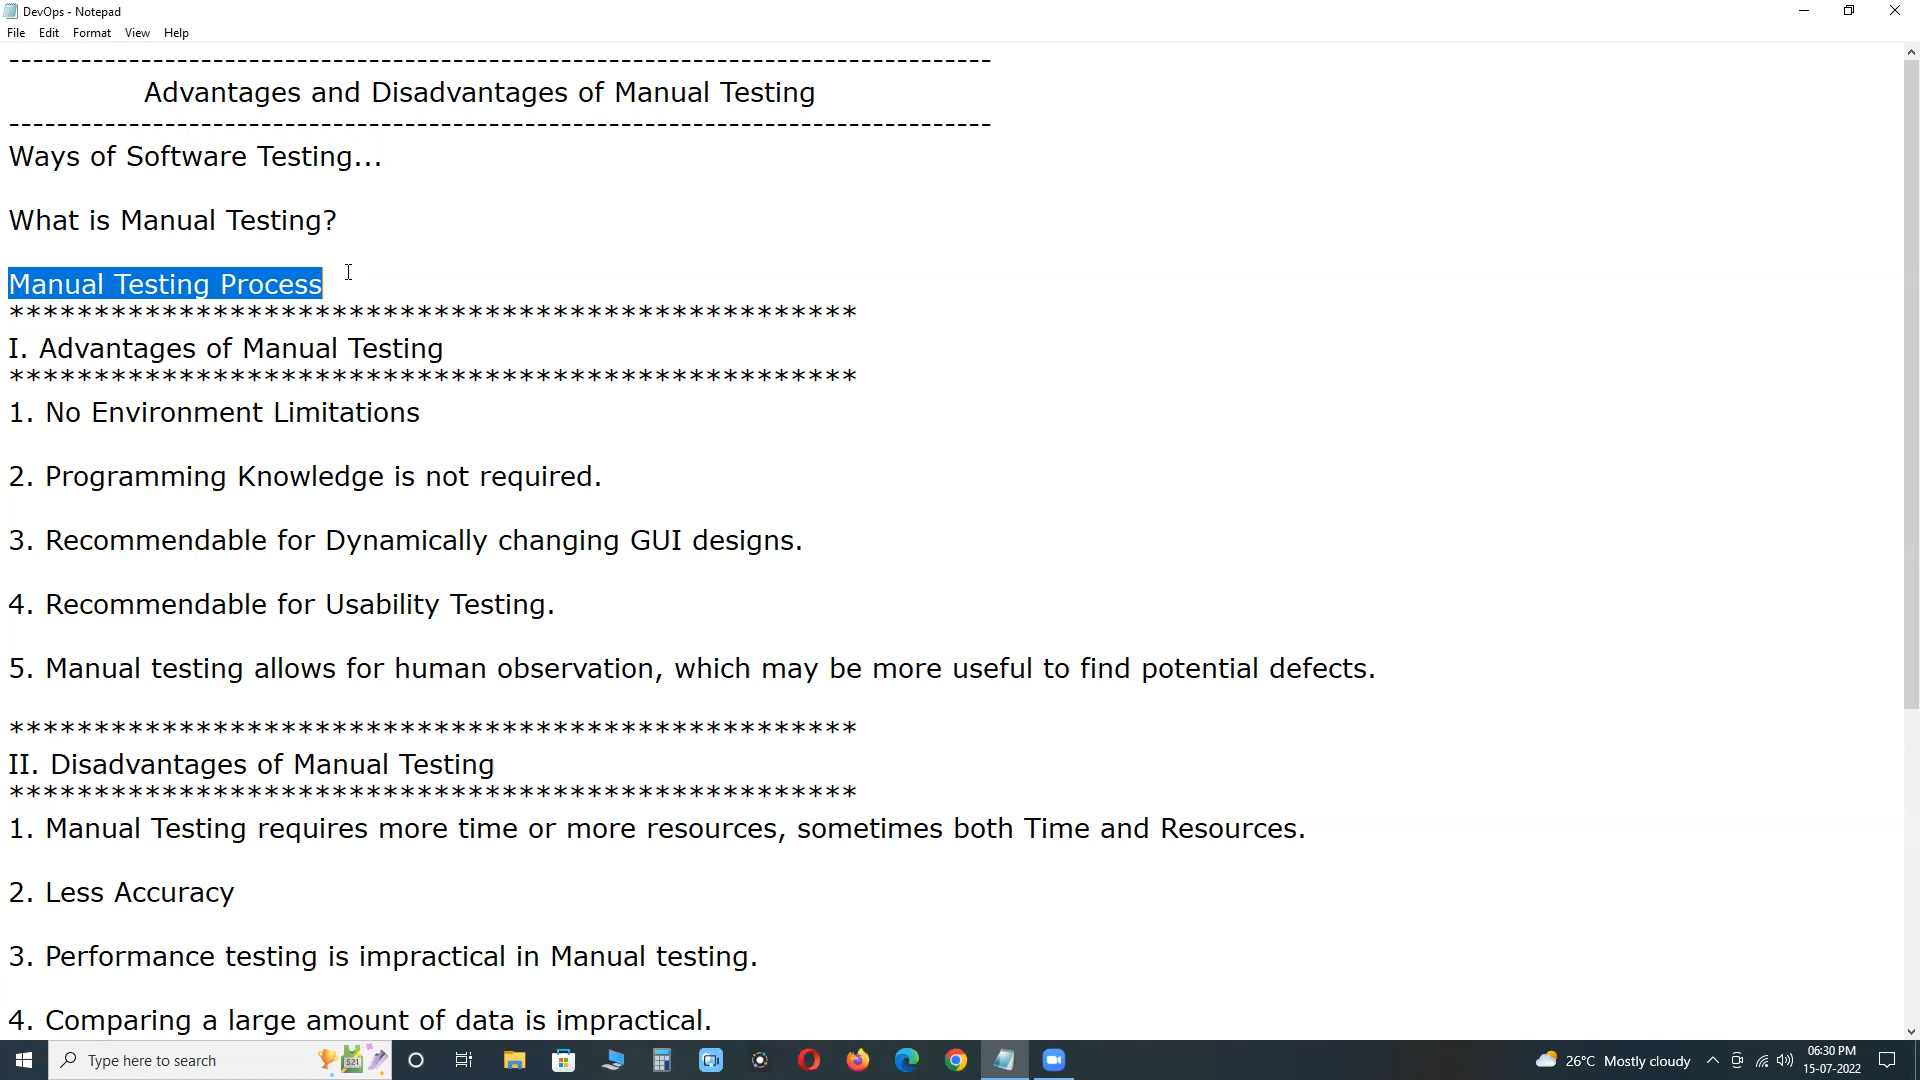 DevOps - Notepad
File Edit Format View Help
----------------------------------------------------------------------------------
Advantages and Disadvantages of Manual Testing
----------------------------------------------------------------------------------
Ways of Software Testing...
What is Manual Testing?
Manual Testing Process
**************************************************
I. Advantages of Manual Testing
**************************************************
1. No Environment Limitations
2. Programming Knowledge is not required.
3. Recommendable for Dynamically changing GUI designs.
4. Recommendable for Usability Testing.
5. Manual testing allows for human observation, which may be more useful to find potential defects.
**************************************************
II. Disadvantages of Manual Testing
**************************************************
1. Manual Testing requires more time or more resources, sometimes both Time and Resources.
2. Less Accuracy
3. Performance testing is impractical in Manual testing.
4. Comparing a large amount of data is impractical.
Type here to search
521
26°C Mostly cloudy
06:30 PM
15-07-2022